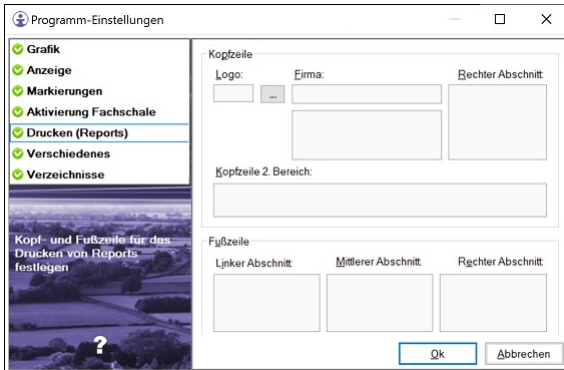 Programm-Einstellungen
Grafik
Anzeige
Markierungen
Aktivierung Fachschale
Drucken (Reports)
Verschiedenes
Verzeichnisse
Kopf- und Fußzeile für das
Drucken von Reports
festlegen
?
Kopfzeile
Logo: Firma: Rechter Abschnitt:
...
Kopfzeile 2. Bereich:
Fußzeile
Linker Abschnitt: Mittlerer Abschnitt: Rechter Abschnitt:
Ok Abbrechen